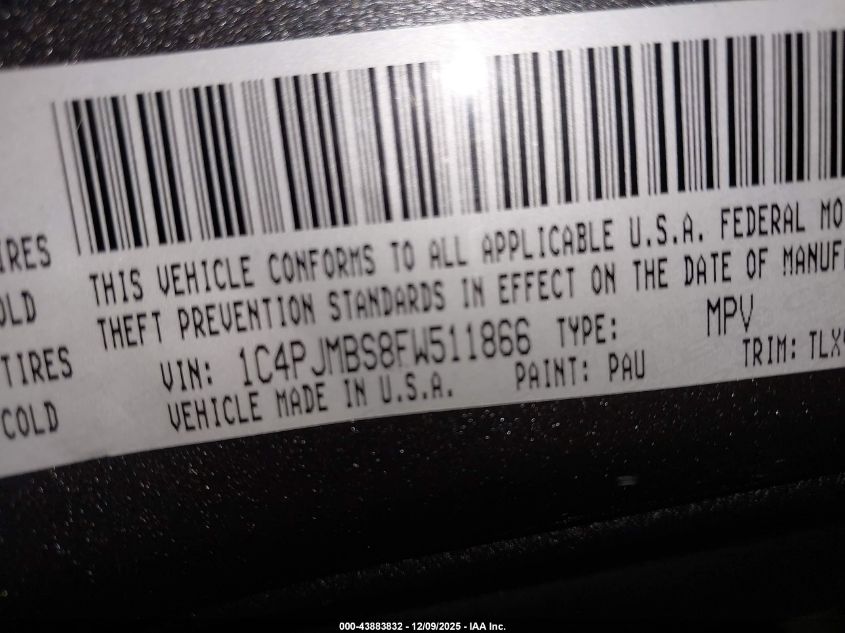 IRES
OLD
TIRES
COLD
THIS VEHICLE CONFORMS TO ALL APPLICABLE U.S.A. FEDERAL MO
THEFT PREVENTION STANDARDS IN EFFECT ON THE DATE OF MANUF
VIN: 1C4PJMBS8FW511866 TYPE: MPV
VEHICLE MADE IN U.S.A. PAINT: PAU TRIM: TLX
000-43883832 - 12/09/2025 - IAA Inc.